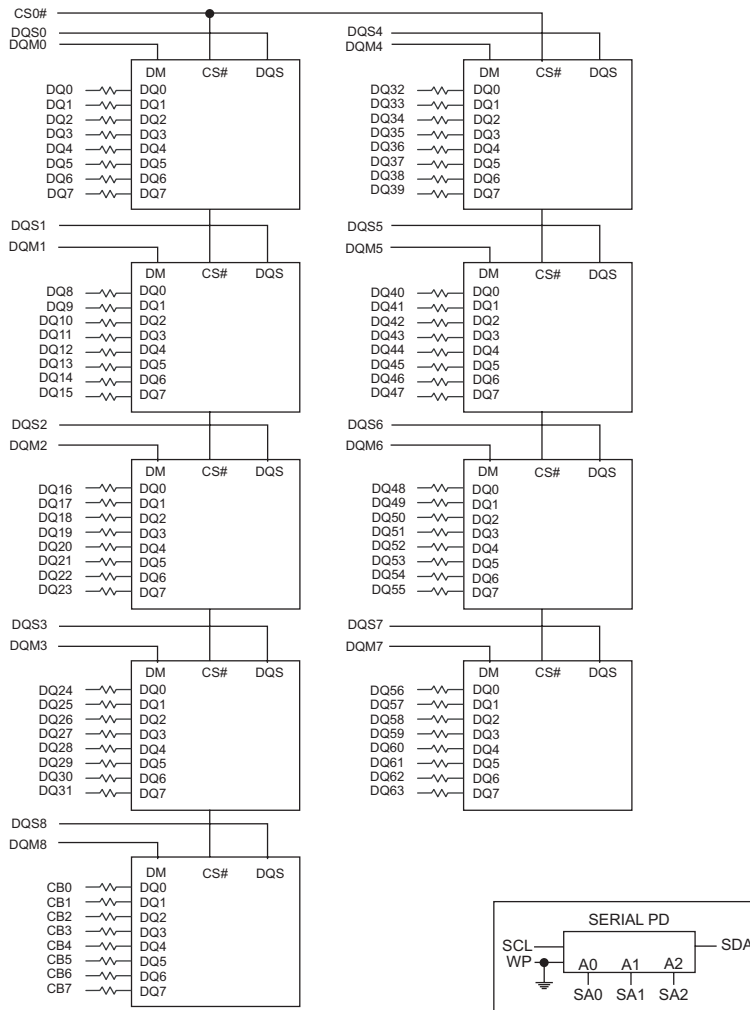 CS0#
DQS0
DQM0
DM CS# DQS
DQ0 DQ0
DQ1 DQ1
DQ2 DQ2
DQ3 DQ3
DQ4 DQ4
DQ5 DQ5
DQ6 DQ6
DQ7 DQ7
DQS1
DQM1
DM CS# DQS
DQ8 DQ0
DQ9 DQ1
DQ10 DQ2
DQ11 DQ3
DQ12 DQ4
DQ13 DQ5
DQ14 DQ6
DQ15 DQ7
DQS2
DQM2
DM CS# DQS
DQ16 DQ0
DQ17 DQ1
DQ18 DQ2
DQ19 DQ3
DQ20 DQ4
DQ21 DQ5
DQ22 DQ6
DQ23 DQ7
DQS3
DQM3
DM CS# DQS
DQ24 DQ0
DQ25 DQ1
DQ26 DQ2
DQ27 DQ3
DQ28 DQ4
DQ29 DQ5
DQ30 DQ6
DQ31 DQ7
DQS8
DQM8
DM CS# DQS
CB0 DQ0
CB1 DQ1
CB2 DQ2
CB3 DQ3
CB4 DQ4
CB5 DQ5
CB6 DQ6
CB7 DQ7
DQS4
DQM4
DM CS# DQS
DQ32 DQ0
DQ33 DQ1
DQ34 DQ2
DQ35 DQ3
DQ36 DQ4
DQ37 DQ5
DQ38 DQ6
DQ39 DQ7
DQS5
DQM5
DM CS# DQS
DQ40 DQ0
DQ41 DQ1
DQ42 DQ2
DQ43 DQ3
DQ44 DQ4
DQ45 DQ5
DQ46 DQ6
DQ47 DQ7
DQS6
DQM6
DM CS# DQS
DQ48 DQ0
DQ49 DQ1
DQ50 DQ2
DQ51 DQ3
DQ52 DQ4
DQ53 DQ5
DQ54 DQ6
DQ55 DQ7
DQS7
DQM7
DM CS# DQS
DQ56 DQ0
DQ57 DQ1
DQ58 DQ2
DQ59 DQ3
DQ60 DQ4
DQ61 DQ5
DQ62 DQ6
DQ63 DQ7
SERIAL PD
SCL SDA
WP A0 A1 A2
SA0 SA1 SA2